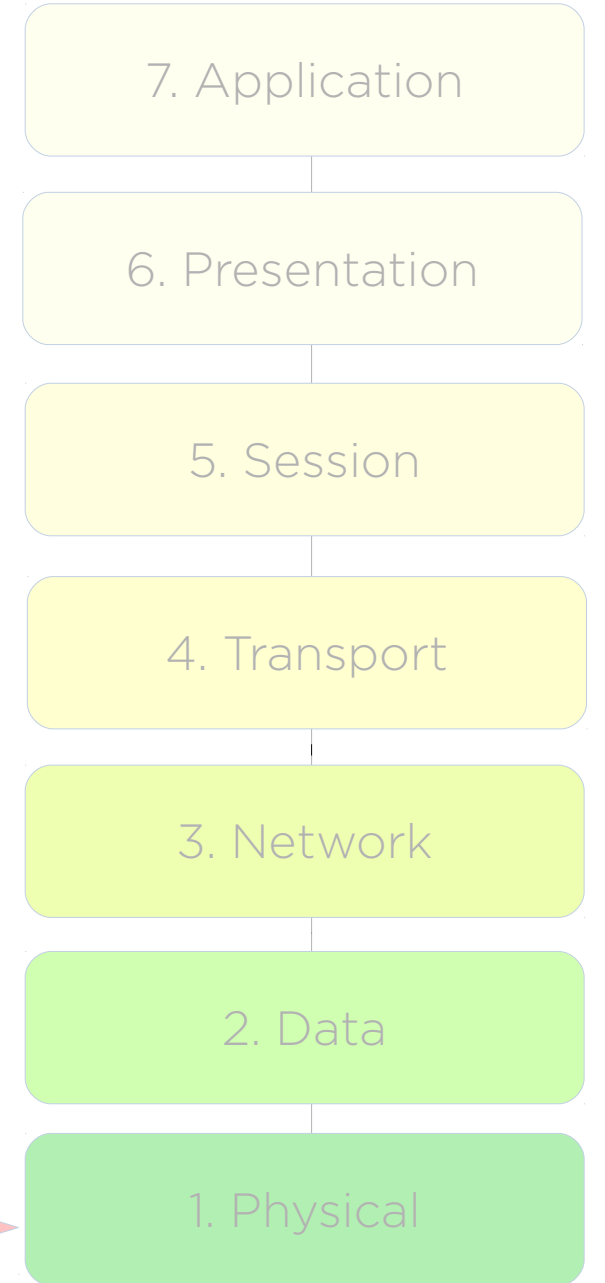 7. Application
6. Presentation
5. Session
4. Transport
3. Network
2. Data
1. Physical